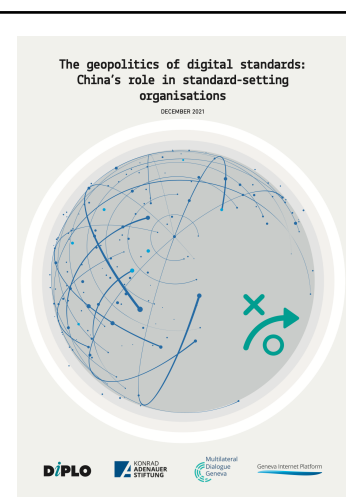 The geopolitics of digital standards:
China's role in standard-setting
organisations
DECEMBER 2021
DiPLO
KONRAD
ADENAUER
STIFTUNG
Multilateral
Dialogue
Geneva
Geneva Internet Platform